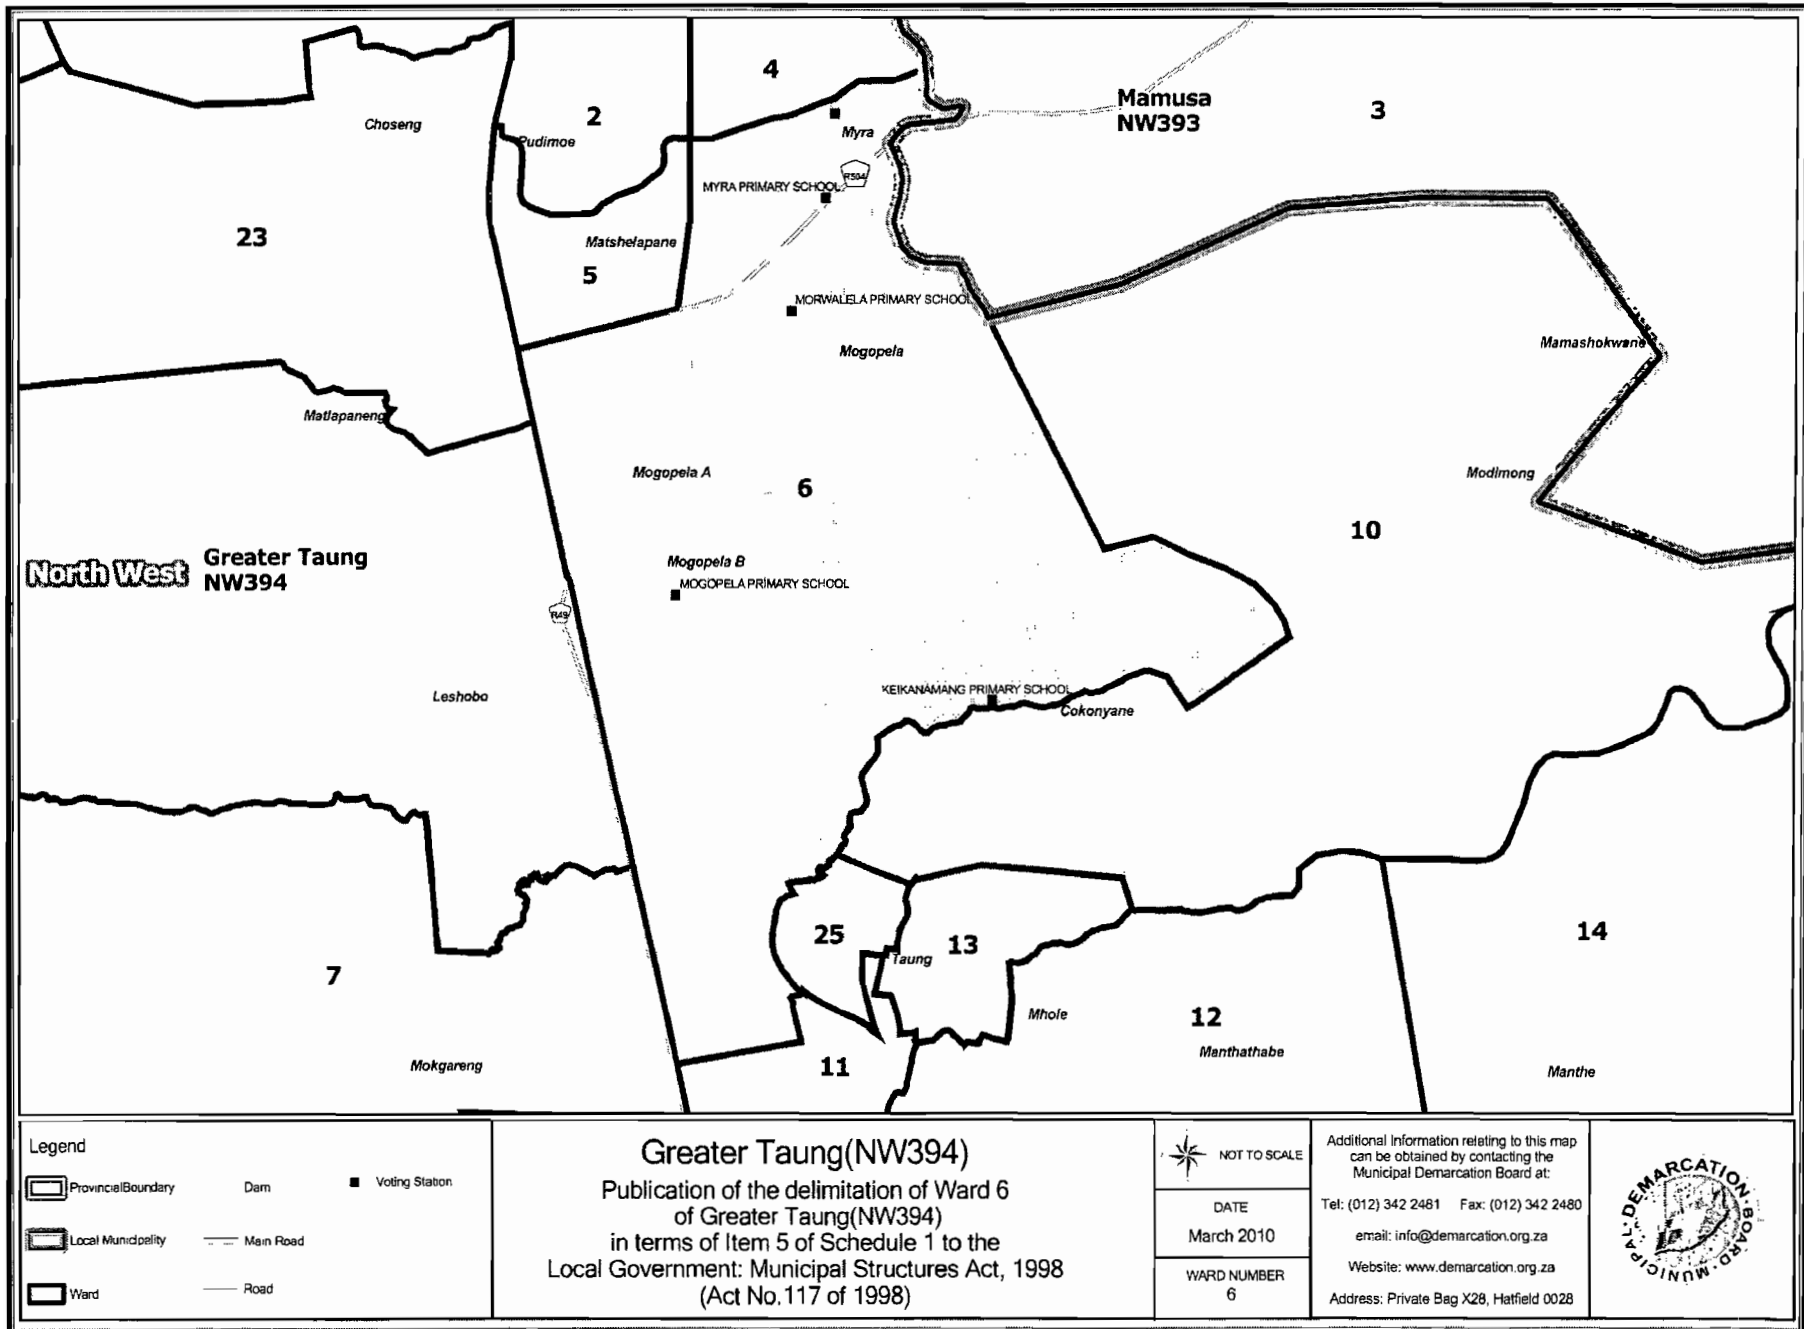 4
2
Mamusa
NW393
3
Choseng
Pudimoe
Myra
R504
MYRA PRIMARY SCHOOL
23
Matshelapane
5
MORWALELA PRIMARY SCHOOL
Mogopela
Mamashokwane
Matlapaneng
Mogopela A
6
Modimong
10
North West
Greater Taung
NW394
Mogopela B
MOGOPELA PRIMARY SCHOOL
R49
Leshobo
KEIKANAMANG PRIMARY SCHOOL
Cokonyane
25
13
14
Taung
7
Mhole
12
Manthathabe
11
Mokgareng
Manthe
Legend
Provincial Boundary
Dam
Voting Station
Local Municipality
Main Road
Ward
Road
Greater Taung(NW394)
Publication of the delimitation of Ward 6
of Greater Taung(NW394)
in terms of Item 5 of Schedule 1 to the
Local Government: Municipal Structures Act, 1998
(Act No.117 of 1998)
NOT TO SCALE
DATE
March 2010
WARD NUMBER
6
Additional Information relating to this map
can be obtained by contacting the
Municipal Demarcation Board at:
Tel: (012) 342 2481 Fax: (012) 342 2480
email: info@demarcation.org.za
Website: www.demarcation.org.za
Address: Private Bag X28, Hatfield 0028
MUNICIPAL · DEMARCATION · BOARD ·